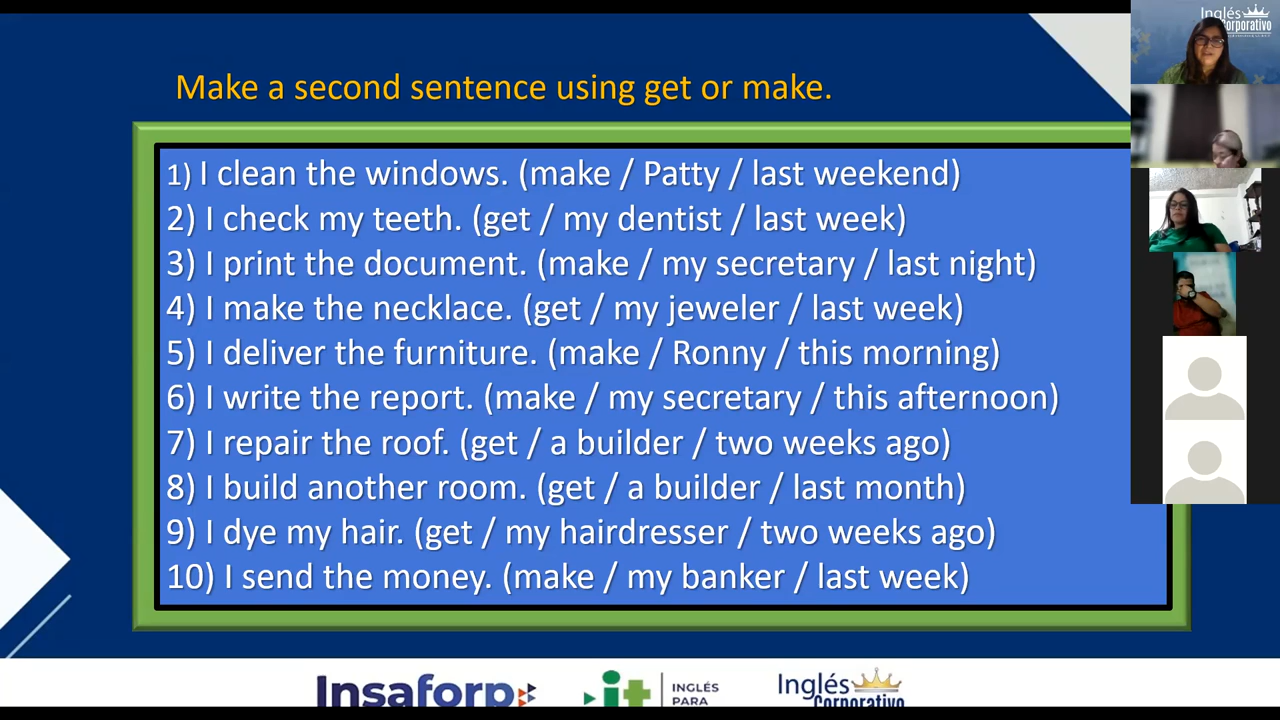 Make a second sentence using get or make.
1) I clean the windows. (make / Patty / last weekend)
2) I check my teeth. (get / my dentist / last week)
3) I print the document. (make / my secretary / last night)
4) I make the necklace. (get / my jeweler / last week)
5) I deliver the furniture. (make / Ronny / this morning)
6) I write the report. (make / my secretary / this afternoon)
7) I repair the roof. (get / a builder / two weeks ago)
8) I build another room. (get / a builder / last month)
9) I dye my hair. (get / my hairdresser / two weeks ago)
10) I send the money. (make / my banker / last week)
Inglés
Corporativo
Insaforp
it
INGLÉS
PARA
Inglés
Corporativo